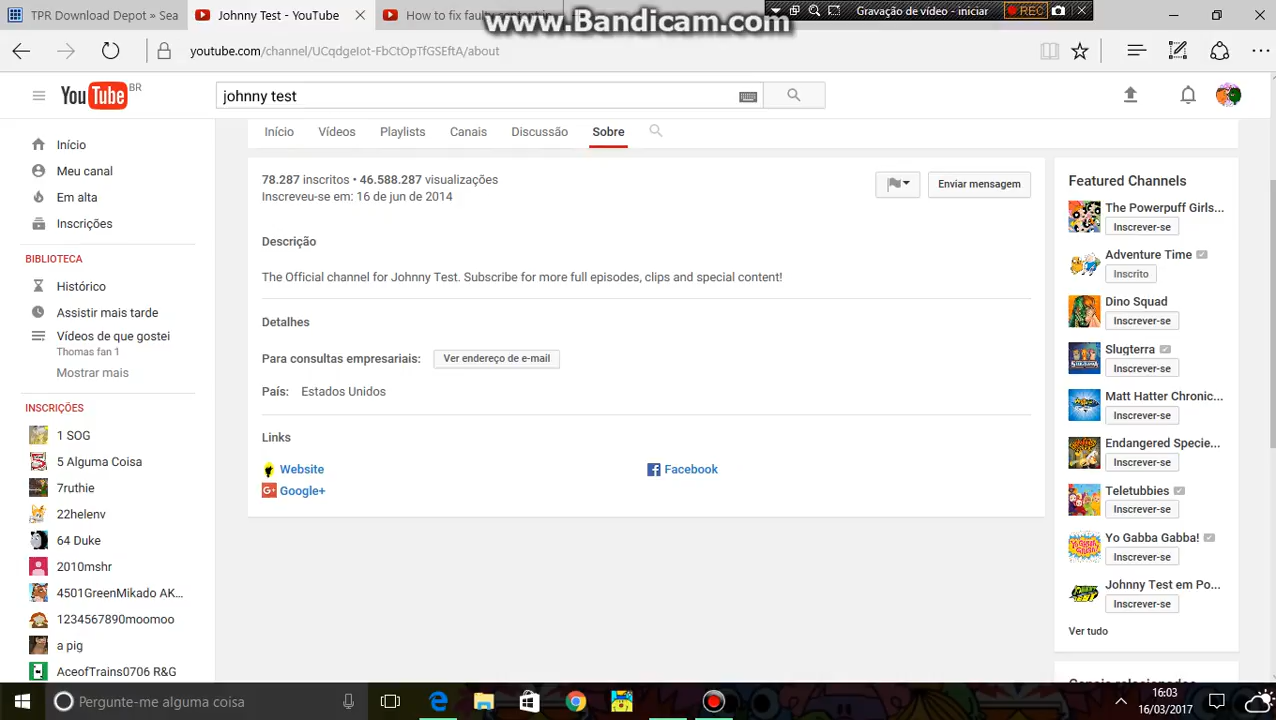 TPR Download Depot » Sea
Johnny Test - YouTube
How to fix
www.Bandicam.com
Gravação de vídeo - iniciar
REC
youtube.com/channel/UCqdgeIot-FbCtOpTfGSEftA/about
YouTube BR
johnny test
Início
Meu canal
Em alta
Inscrições
BIBLIOTECA
Histórico
Assistir mais tarde
Vídeos de que gostei
Thomas fan 1
Mostrar mais
INSCRIÇÕES
1 SOG
5 Alguma Coisa
7ruthie
22helenv
64 Duke
2010mshr
4501GreenMikado AK...
1234567890moomoo
a pig
AceofTrains0706 R&G
Início Vídeos Playlists Canais Discussão Sobre
78.287 inscritos • 46.588.287 visualizações
Inscreveu-se em: 16 de jun de 2014
Enviar mensagem
Descrição
The Official channel for Johnny Test. Subscribe for more full episodes, clips and special content!
Detalhes
Para consultas empresariais: Ver endereço de e-mail
País: Estados Unidos
Links
Website
Facebook
Google+
Featured Channels
The Powerpuff Girls...
Inscrever-se
Adventure Time
Inscrito
Dino Squad
Inscrever-se
Slugterra
Inscrever-se
Matt Hatter Chronic...
Inscrever-se
Endangered Specie...
Inscrever-se
Teletubbies
Inscrever-se
Yo Gabba Gabba!
Inscrever-se
Johnny Test em Po...
Inscrever-se
Ver tudo
Canais relacionados
Pergunte-me alguma coisa
16:03
16/03/2017